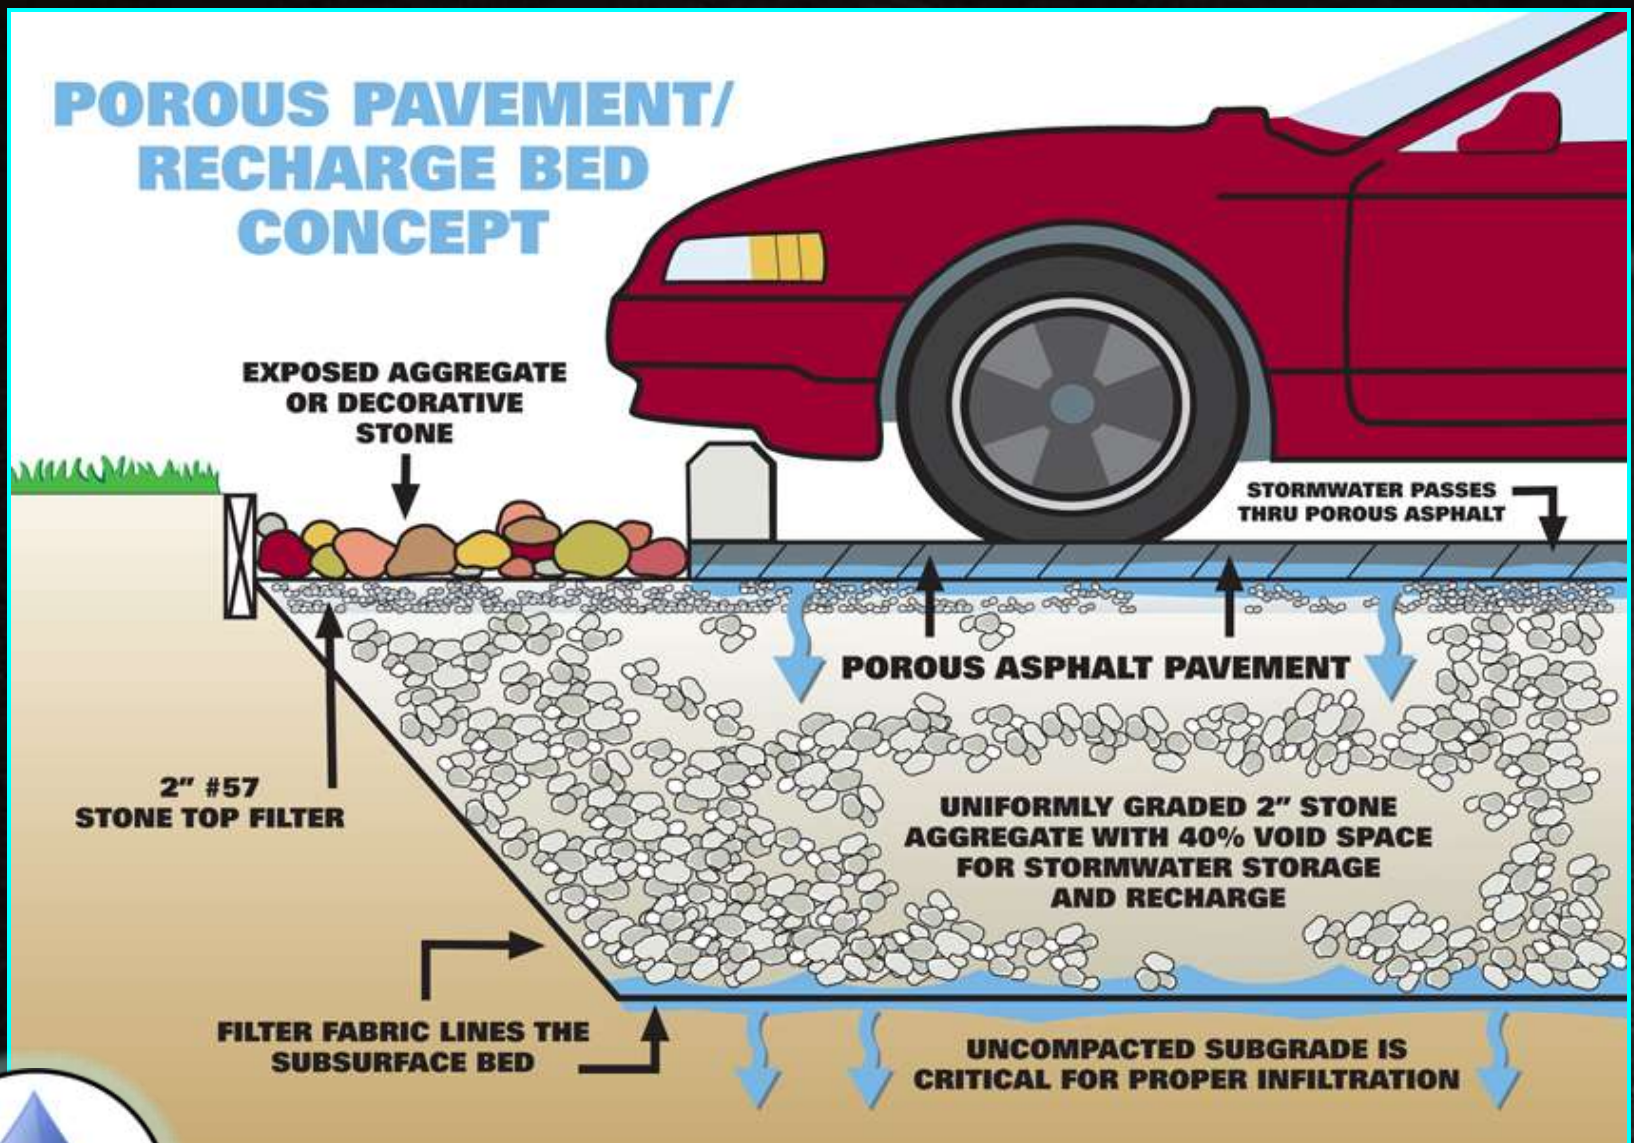 POROUS PAVEMENT/
RECHARGE BED
CONCEPT
EXPOSED AGGREGATE
OR DECORATIVE
STONE
STORMWATER PASSES
THRU POROUS ASPHALT
POROUS ASPHALT PAVEMENT
2" #57
STONE TOP FILTER
UNIFORMLY GRADED 2" STONE
AGGREGATE WITH 40% VOID SPACE
FOR STORMWATER STORAGE
AND RECHARGE
FILTER FABRIC LINES THE
SUBSURFACE BED
UNCOMPACTED SUBGRADE IS
CRITICAL FOR PROPER INFILTRATION